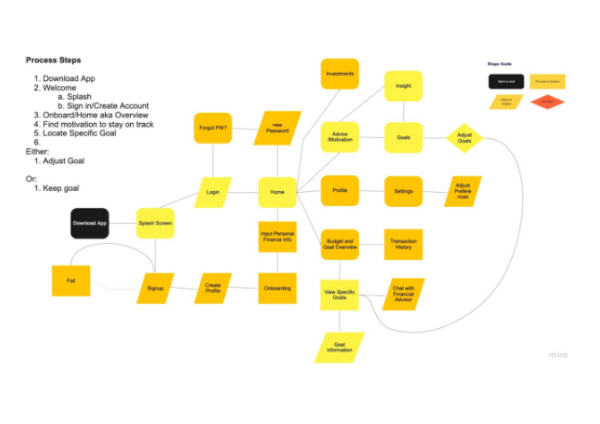 Process Steps
1. Download App
2. Welcome
a. Splash
b. Sign in/Create Account
3. Onboard/Home aka Overview
4. Find motivation to stay on track
5. Locate Specific Goal
6.
Either:
1. Adjust Goal
Or:
1. Keep goal
Shape Guide
Start or end
Process or Action
Investments
Insight
Forgot PW?
new
Password
Advice
/Motivation
Goals
Adjust
Goals
Login
Home
Profile
Settings
Adjust
Prefere
nces
Download App
Splash Screen
Input Personal
Finance Info
Budget and
Goal Overview
Transaction
History
Fail
Signup
Create
Profile
Onboarding
View Specific
Goals
Chat with
Financial
Advisor
Goal
Information
miro